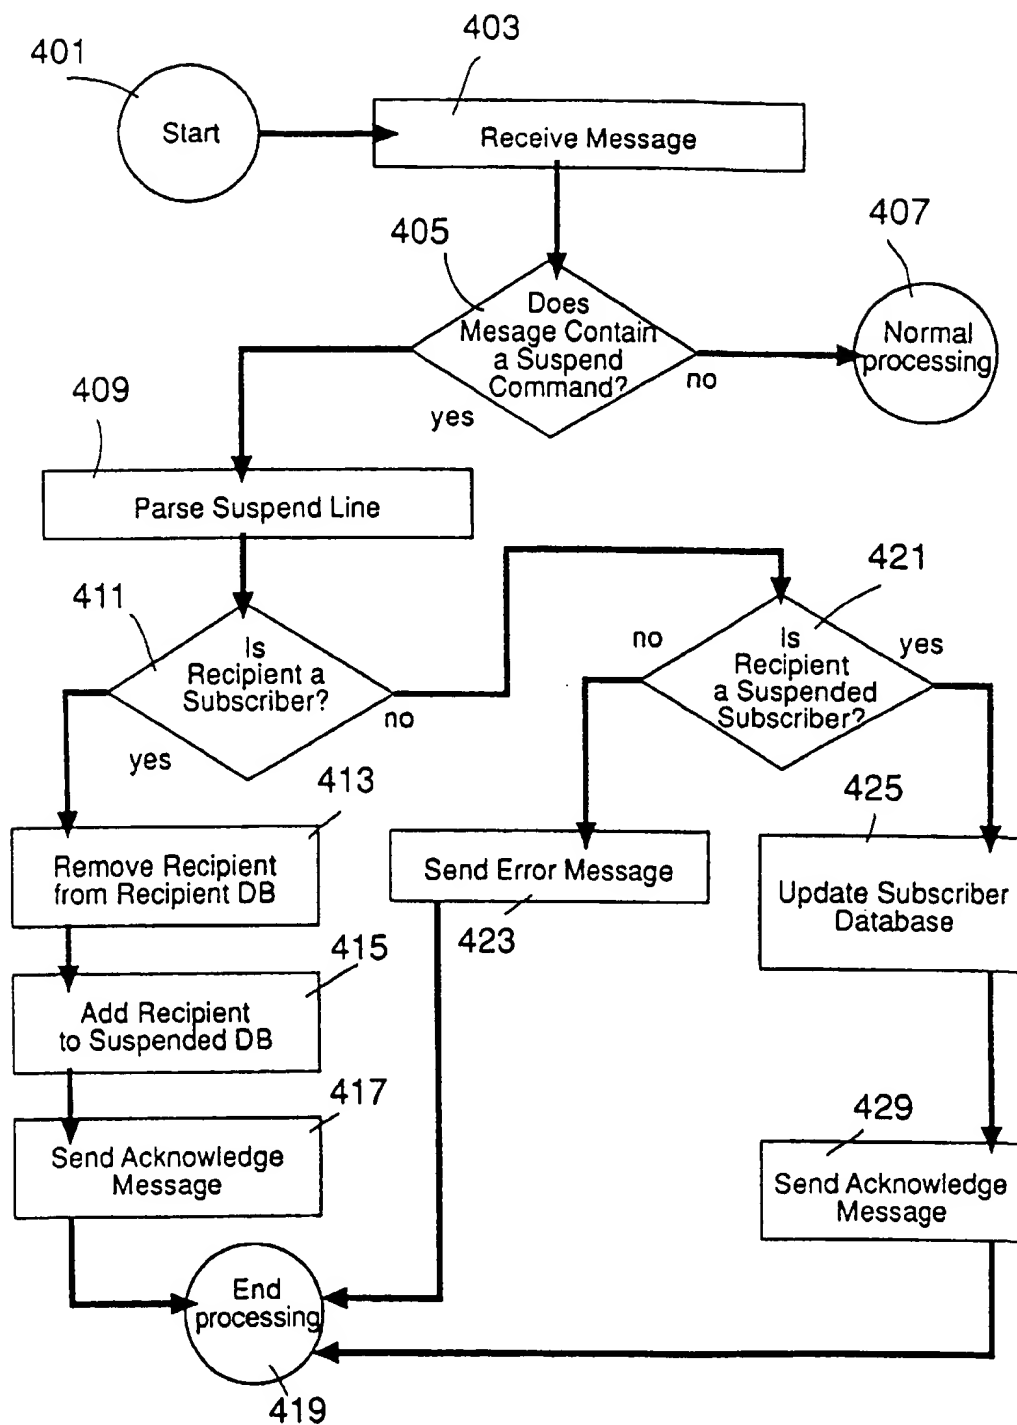 401
403
Start
Receive Message
405
407
Does
Mesage Contain
a Suspend
Command?
Normal
processing
no
yes
409
Parse Suspend Line
411
421
Is
Recipient a
Subscriber?
no
yes
no
Is
Recipient
a Suspended
Subscriber?
yes
413
425
Remove Recipient
from Recipient DB
Send Error Message
423
Update Subscriber
Database
415
Add Recipient
to Suspended DB
417
429
Send Acknowledge
Message
Send Acknowledge
Message
End
processing
419